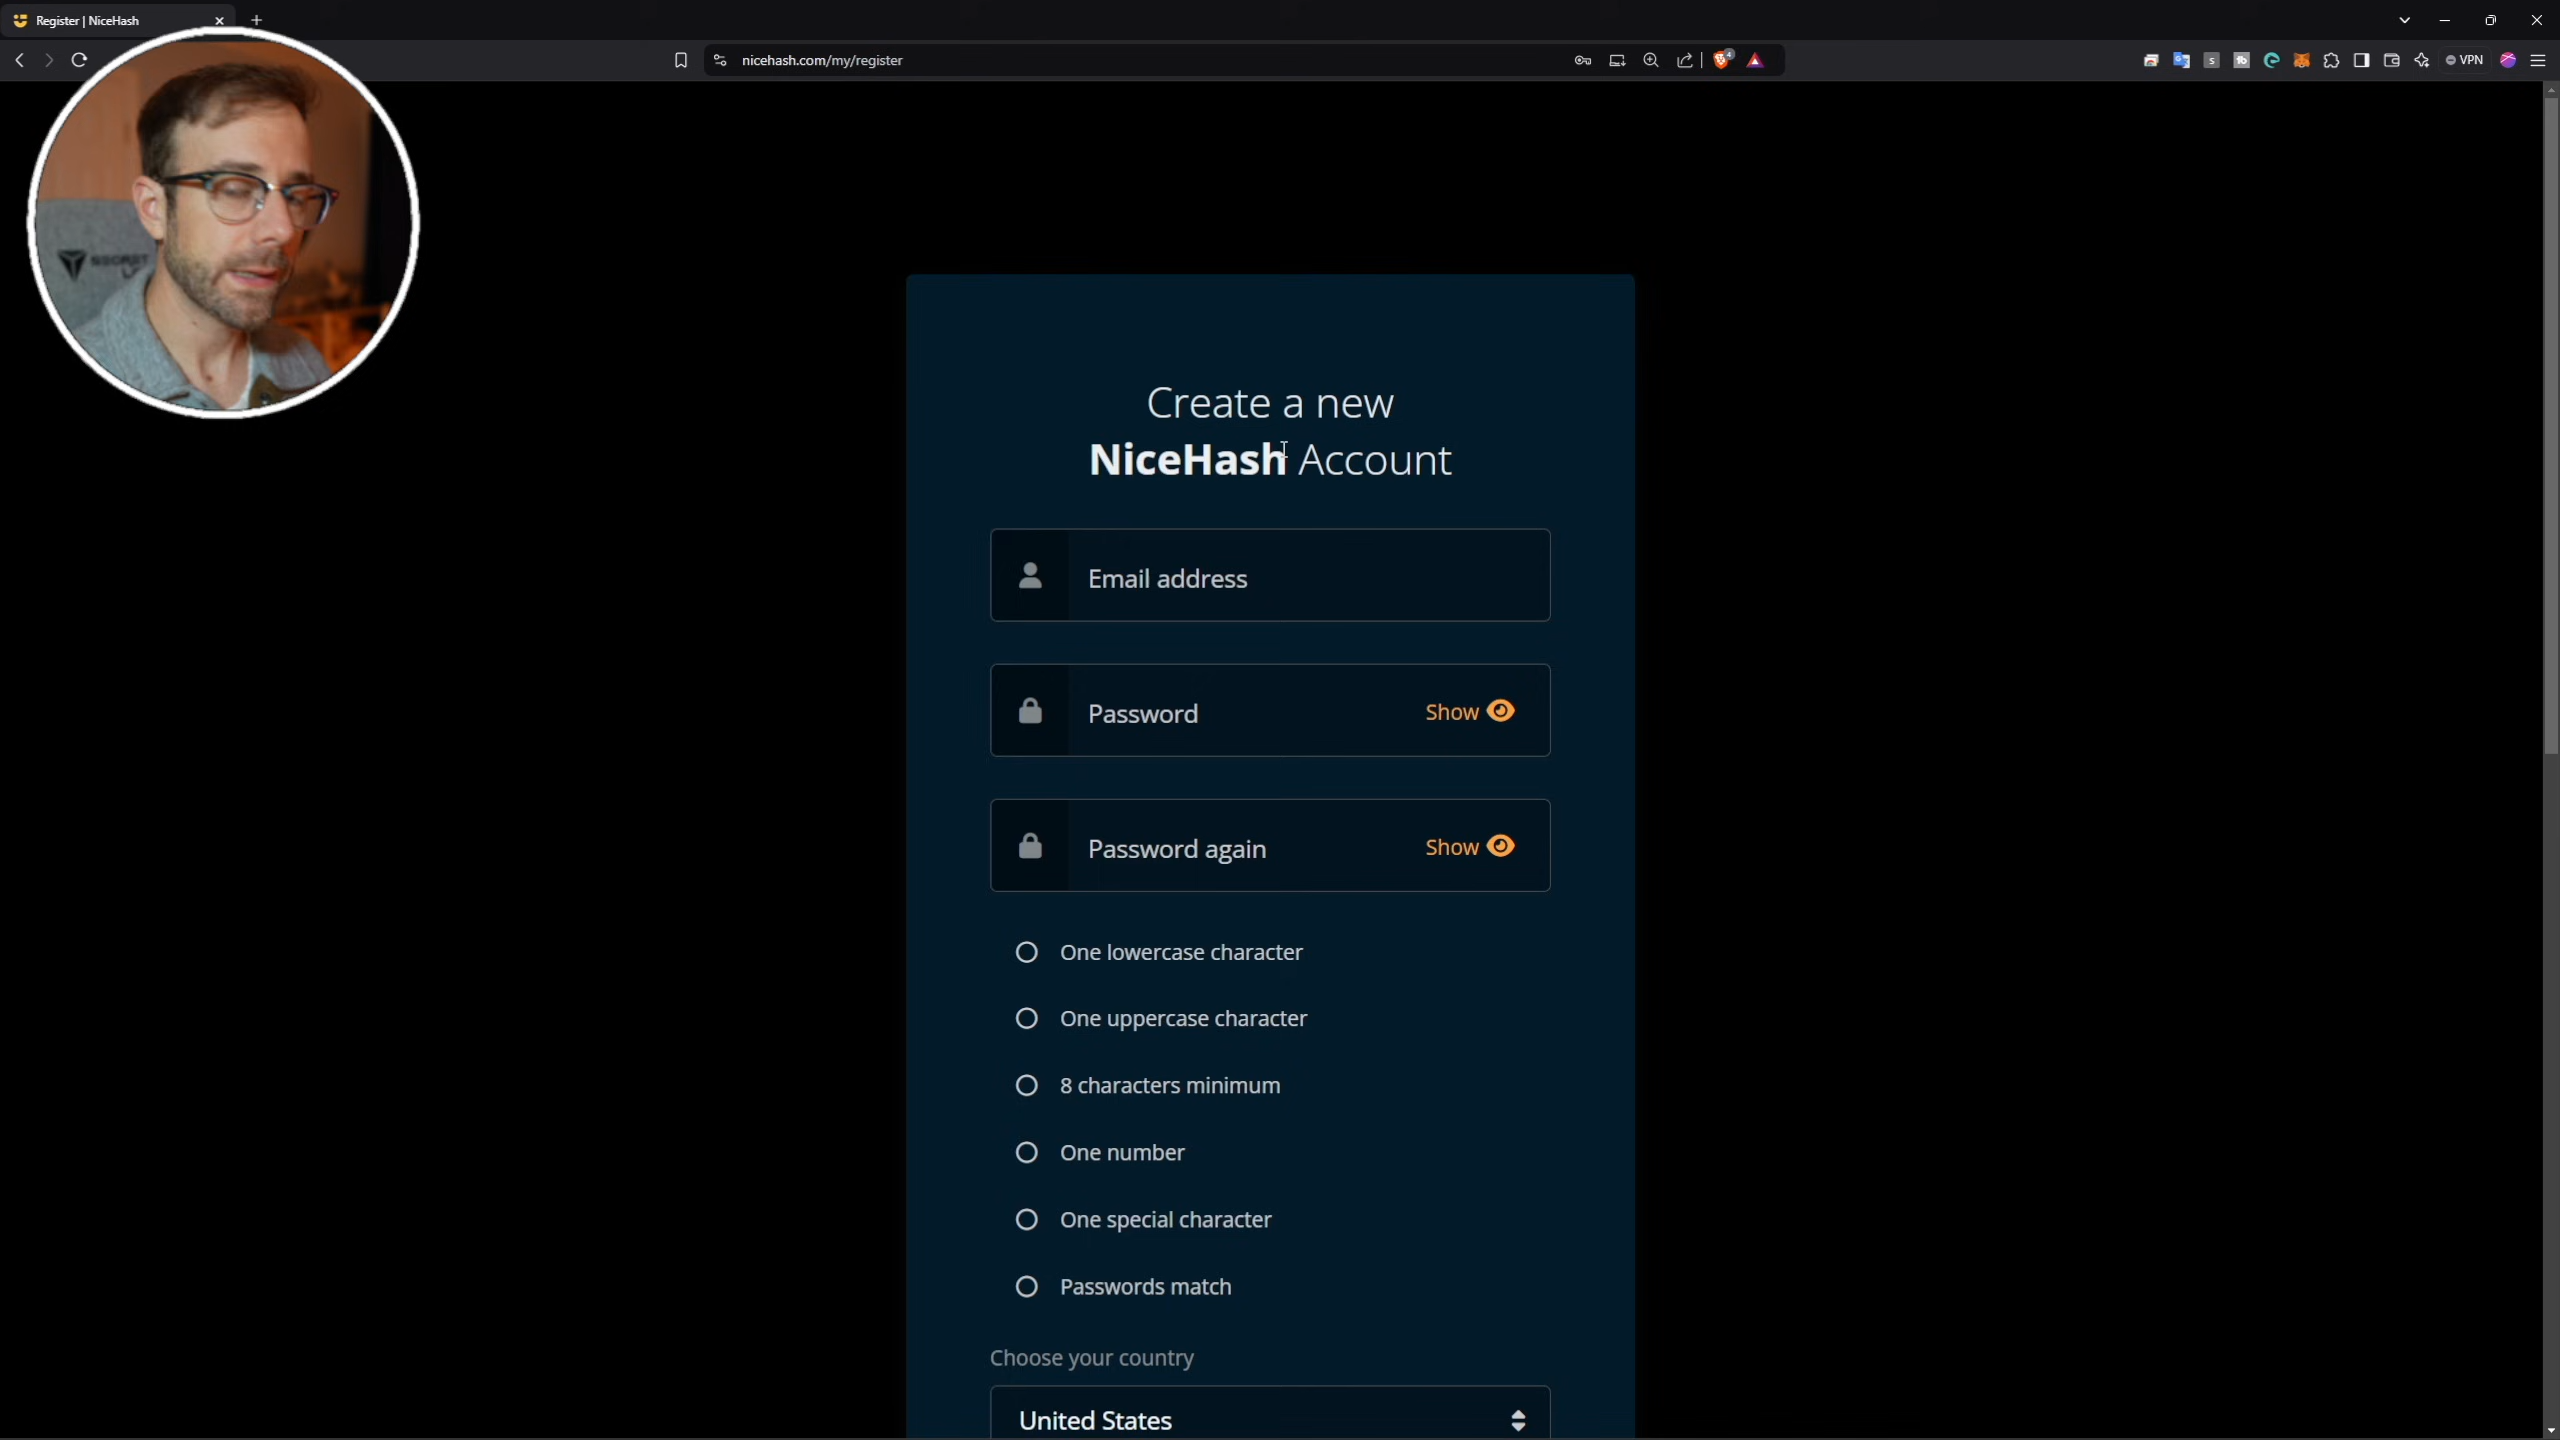 Register | NiceHash
nicehash.com/my/register
4
VPN
Create a new
NiceHash Account
Email address
Password
Show
Password again
Show
One lowercase character
One uppercase character
8 characters minimum
One number
One special character
Passwords match
Choose your country
United States